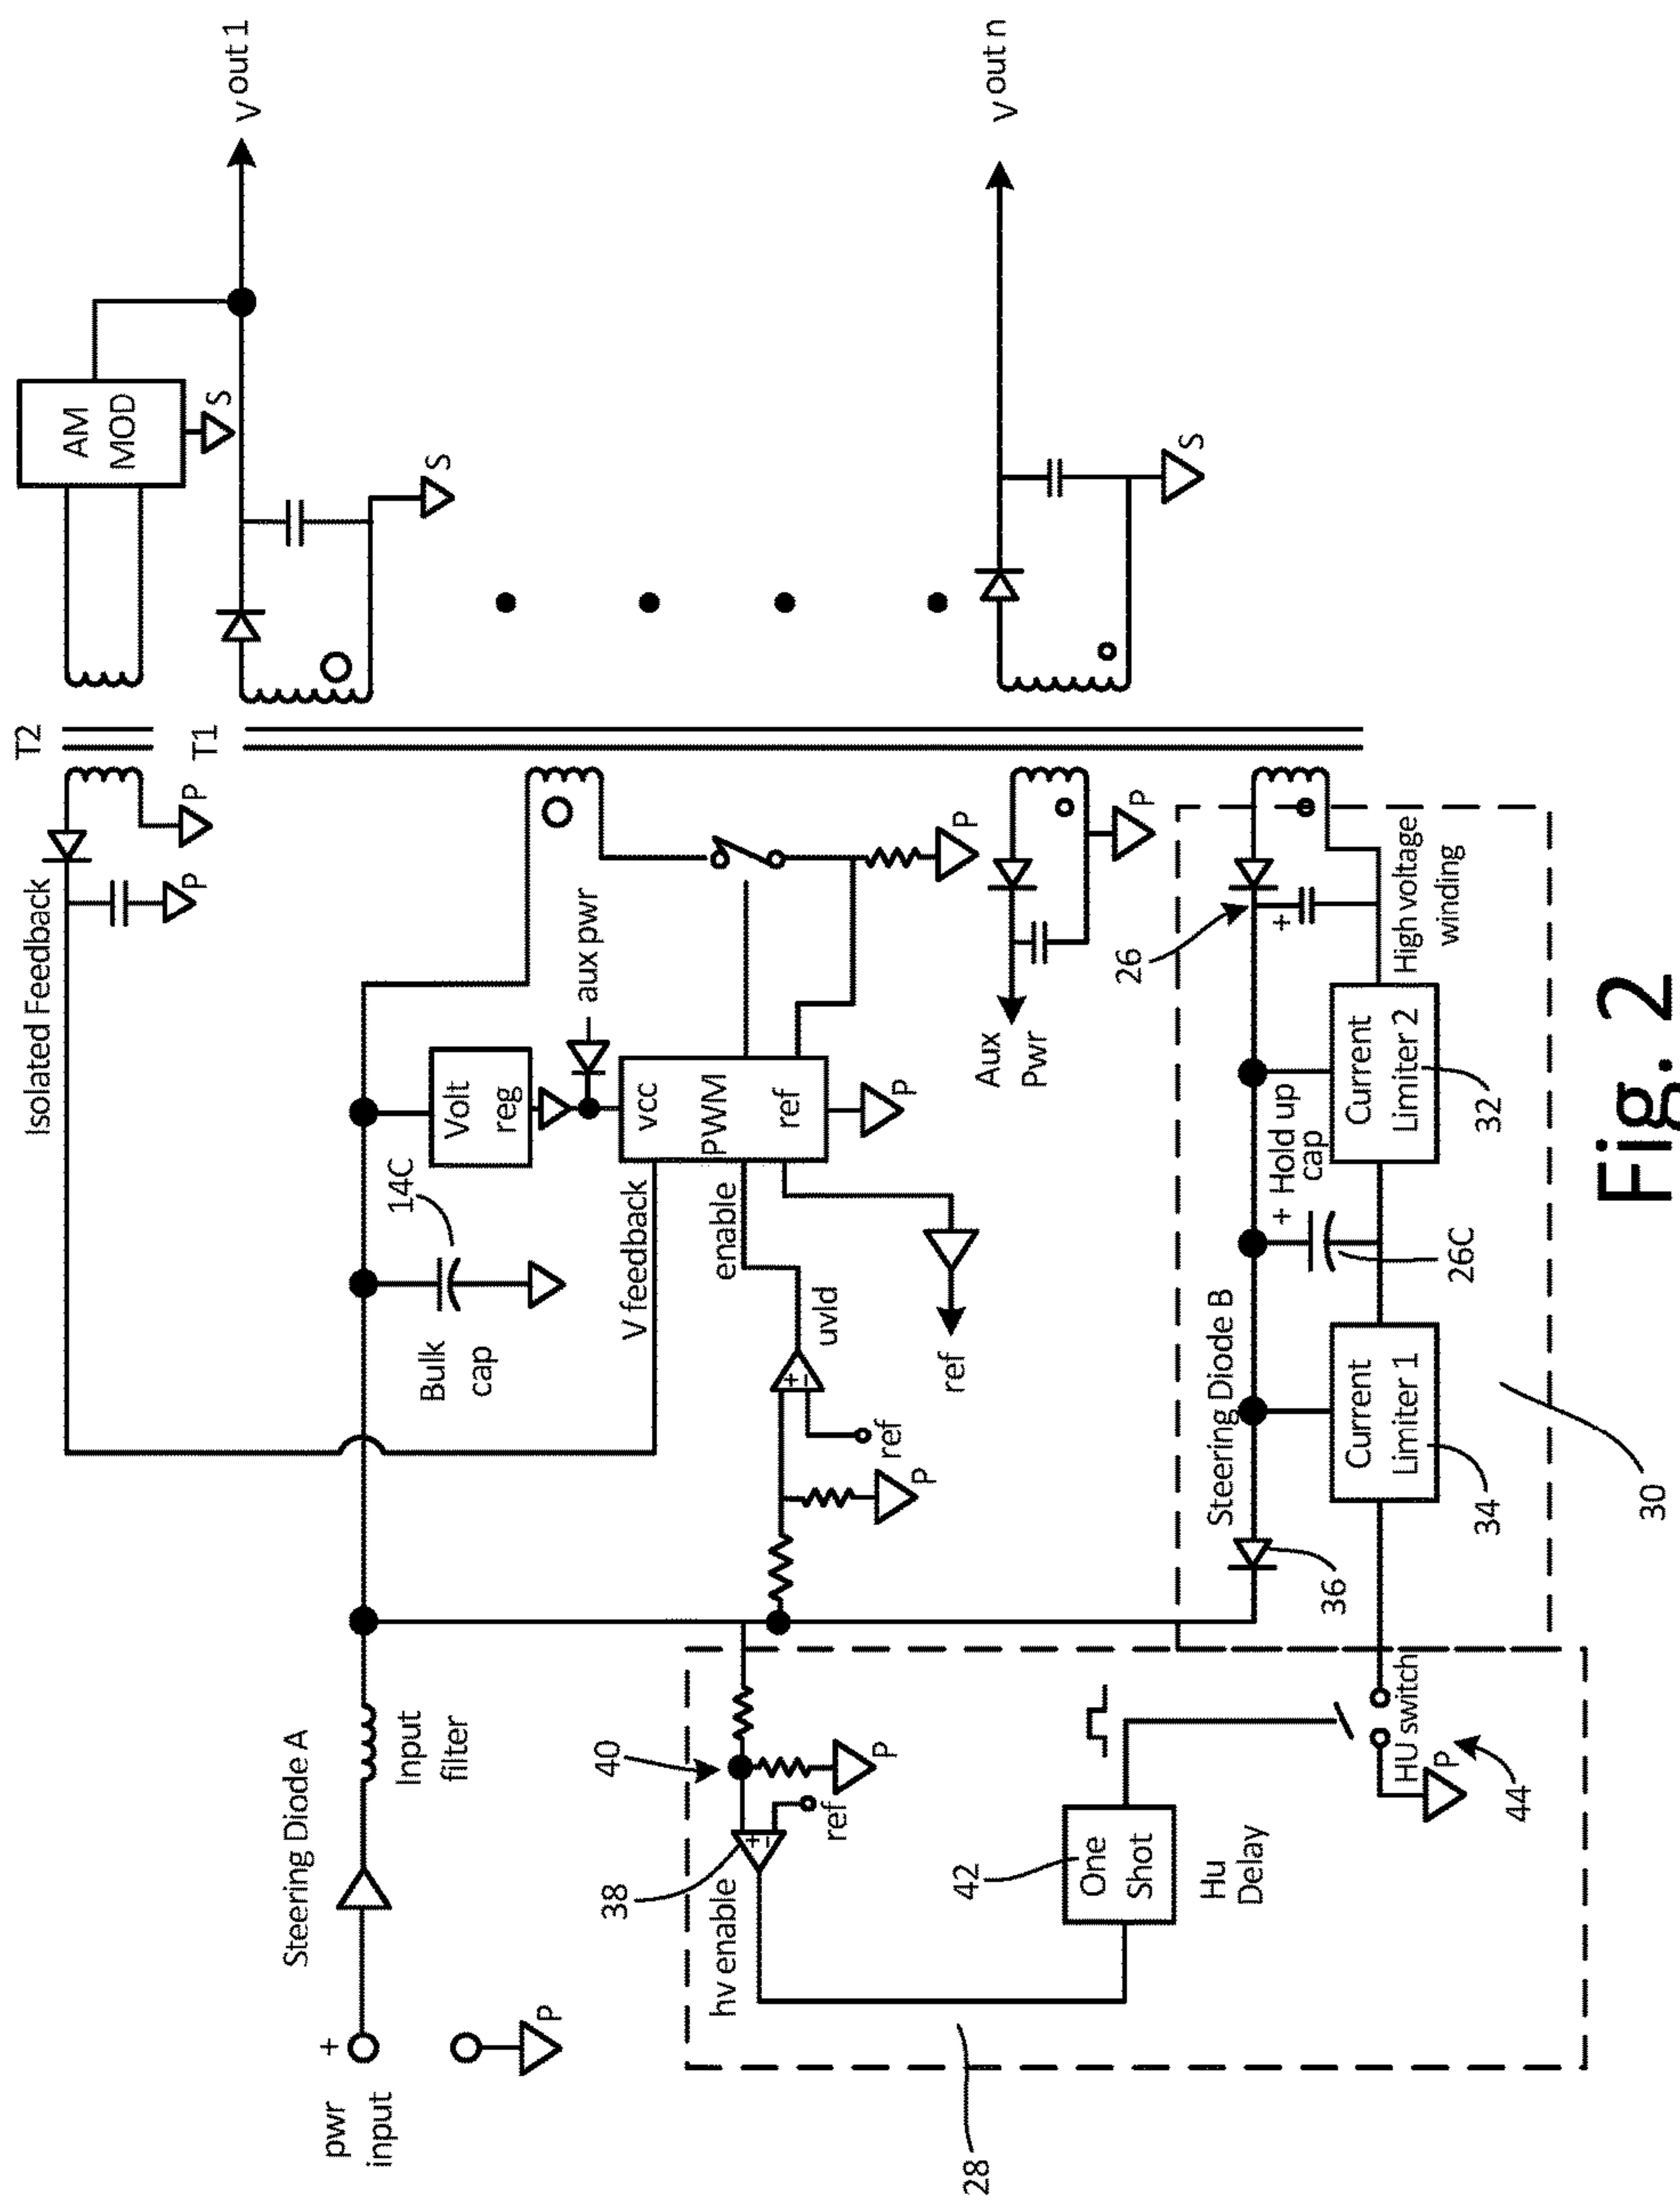 Isolated Feedback
T2
T1
P
P
AM
MOD
S
V out 1
S
Steering Diode A
pwr
input
+
P
Input
filter
Bulk
cap
14C
Volt
reg
aux pwr
V feedback
enable
vcc
PWM
ref
P
P
uvld
+
−
ref
P
ref
Aux
Pwr
P
V out n
S
40
38
hv enable
+
−
ref
P
42
One
Shot
Hu
Delay
HU switch
P
44
28
Steering Diode B
36
+ Hold up
cap
26C
26
+
High voltage
winding
Current
Limiter 1
34
Current
Limiter 2
32
30
Fig. 2